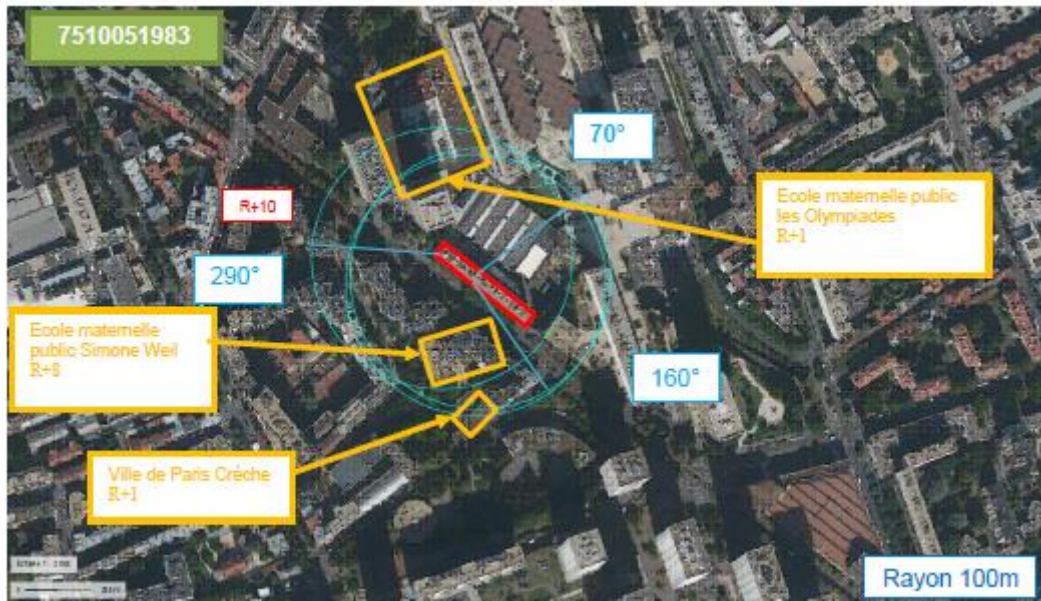 7510051983
70°
Ecole maternelle public
les Olympiades
R+1
R+10
290°
Ecole maternelle
public Simone Weil
R+8
160°
Ville de Paris Crèche
R+1
Rayon 100m